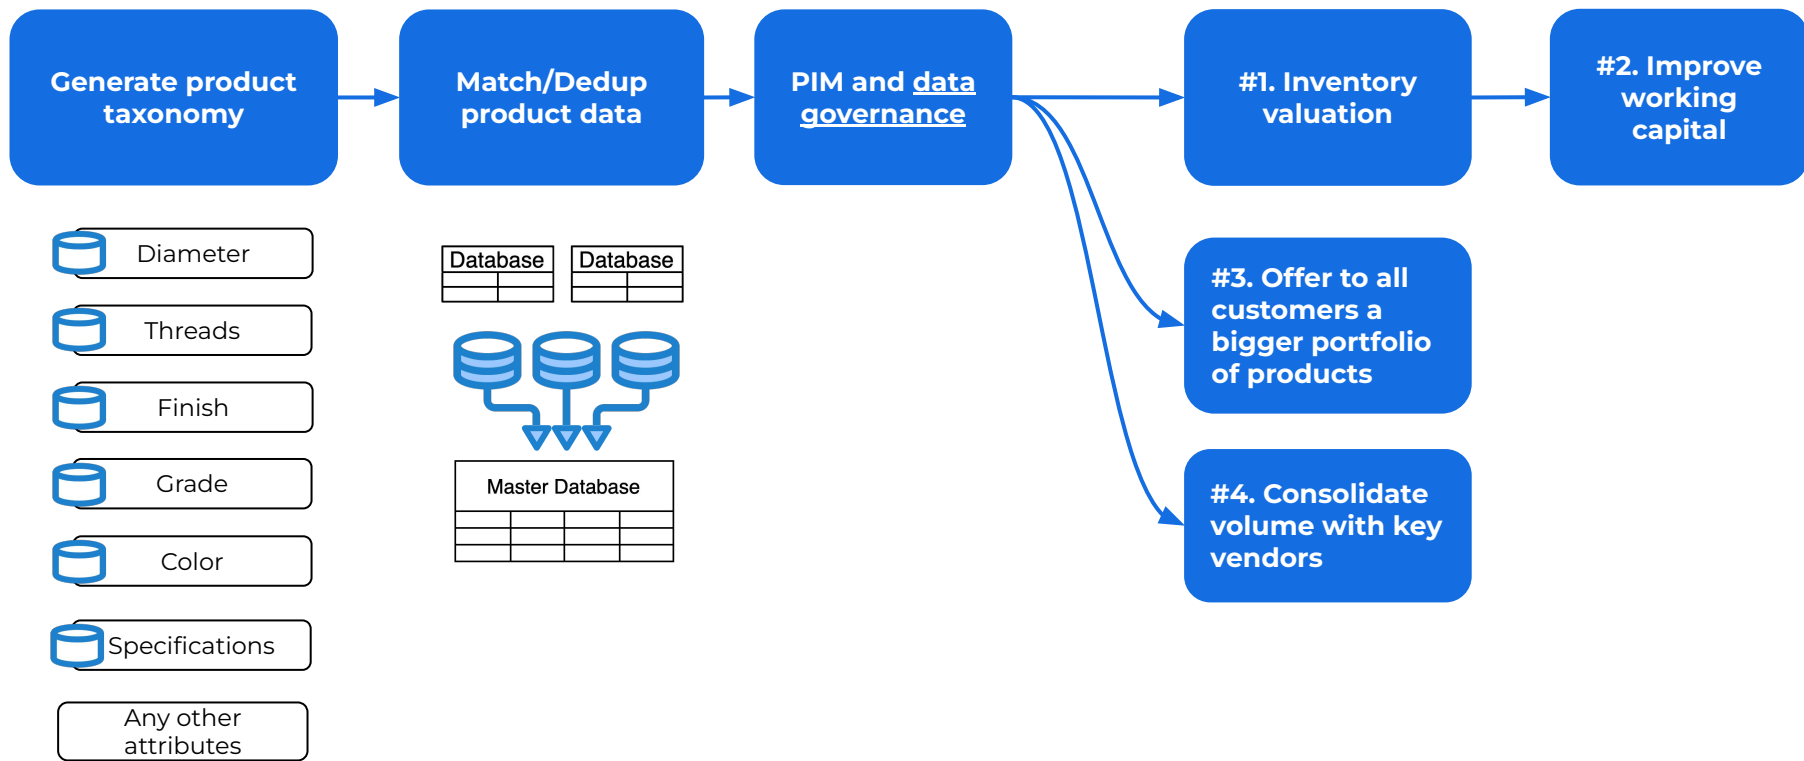 Generate product
taxonomy
Match/Dedup
product data
PIM and data
governance
#1. Inventory
valuation
#2. Improve
working
capital
Diameter
Threads
Finish
Grade
Color
Specifications
Any other
attributes
Database
Database
Master Database
#3. Offer to all
customers a
bigger portfolio
of products
#4. Consolidate
volume with key
vendors